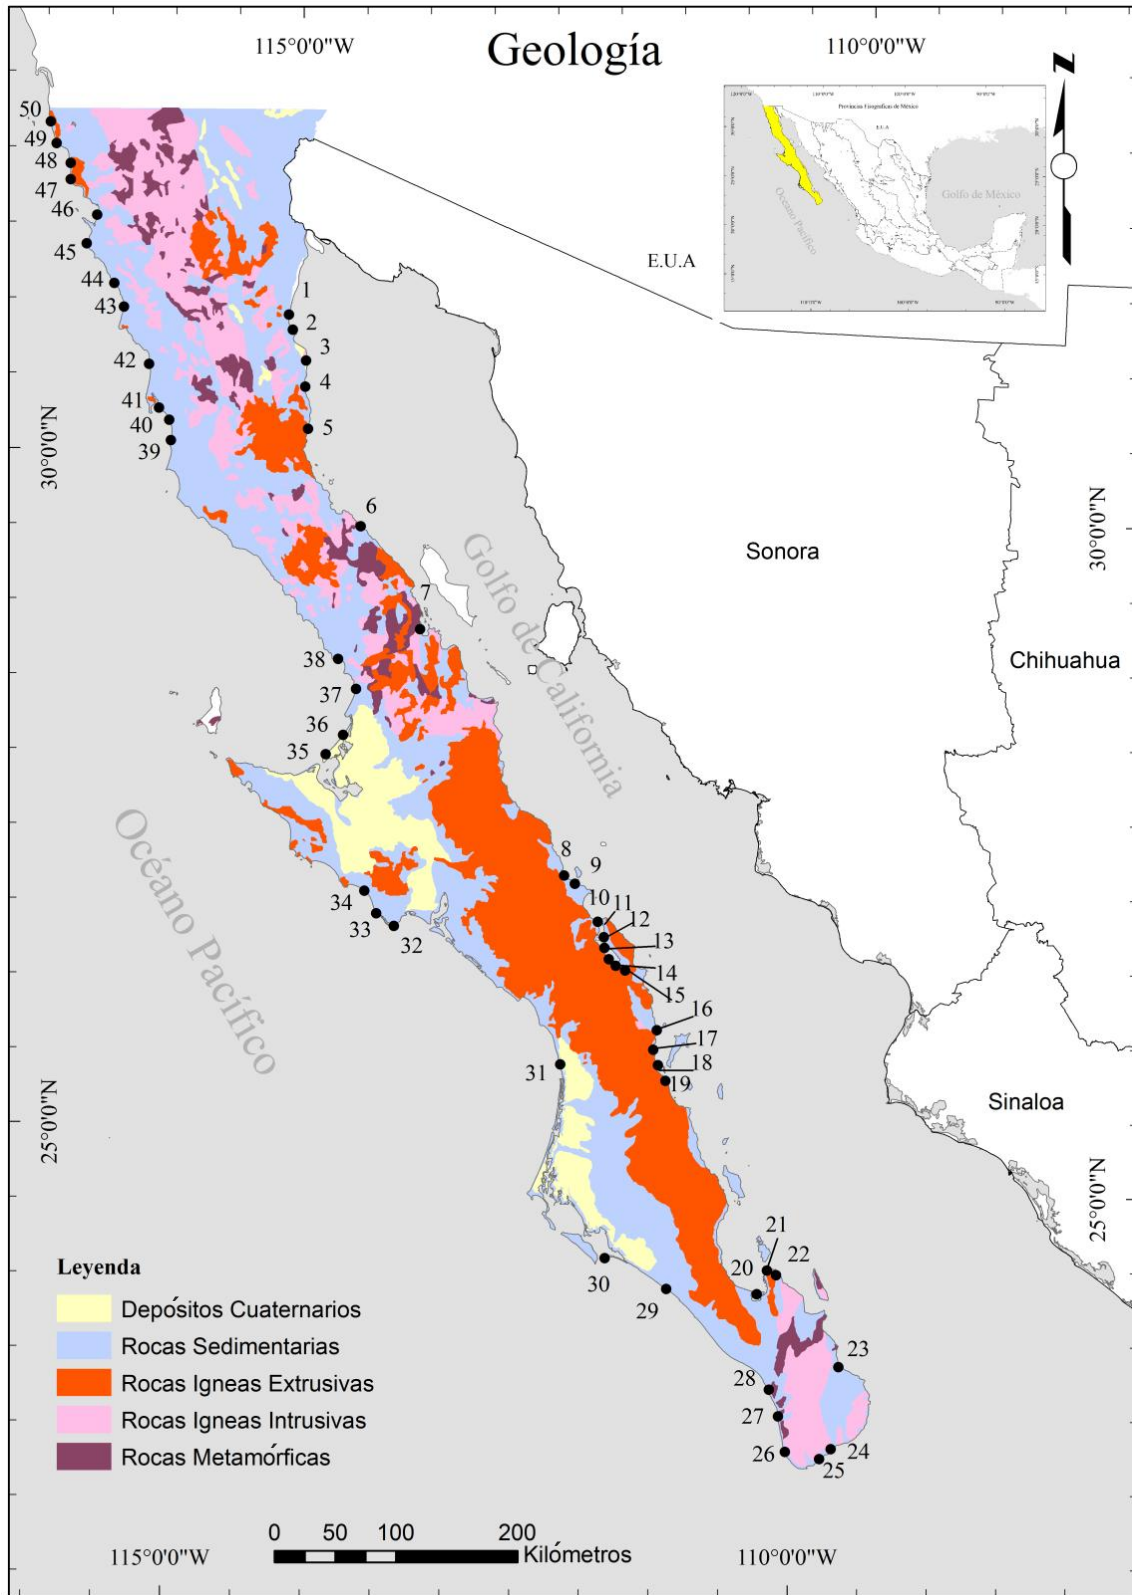 115°0'0"W
Geología
110°0'0"W
Z
Provincias Fisiograficas de México
E.U.A
Golfo de México
Océano Pacífico
E.U.A
50
49
48
47
46
45
44
43
42
41
40
39
1
2
3
4
5
6
7
30°0'0"N
30°0'0"N
Sonora
Chihuahua
Golfo de California
38
37
36
35
34
33
32
Océano Pacífico
8
9
10
11
12
13
14
15
16
17
18
19
31
Sinaloa
25°0'0"N
25°0'0"N
20
21
22
23
24
25
26
27
28
29
30
Leyenda
Depósitos Cuaternarios
Rocas Sedimentarias
Rocas Igneas Extrusivas
Rocas Igneas Intrusivas
Rocas Metamórficas
0 50 100 200
Kilómetros
115°0'0"W
110°0'0"W